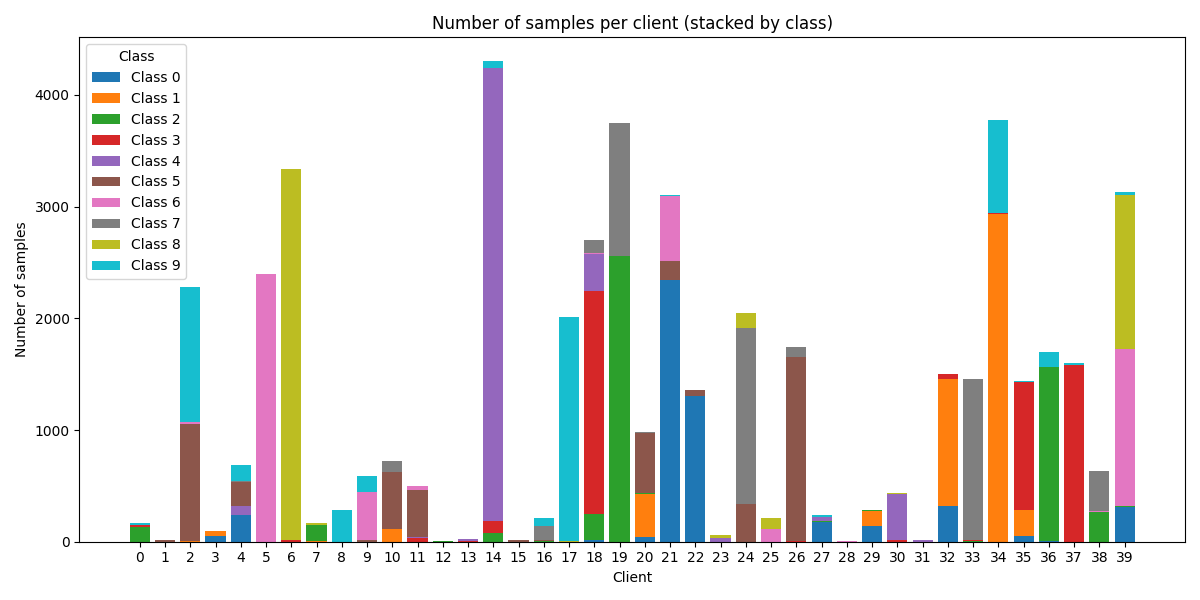 Number of samples per client (stacked by class)
Class
Class 0
Class 1
Class 2
Class 3
Class 4
Class 5
Class 6
Class 7
Class 8
Class 9
Number of samples
4000
3000
2000
1000
0
0 1 2 3 4 5 6 7 8 9 10 11 12 13 14 15 16 17 18 19 20 21 22 23 24 25 26 27 28 29 30 31 32 33 34 35 36 37 38 39
Client